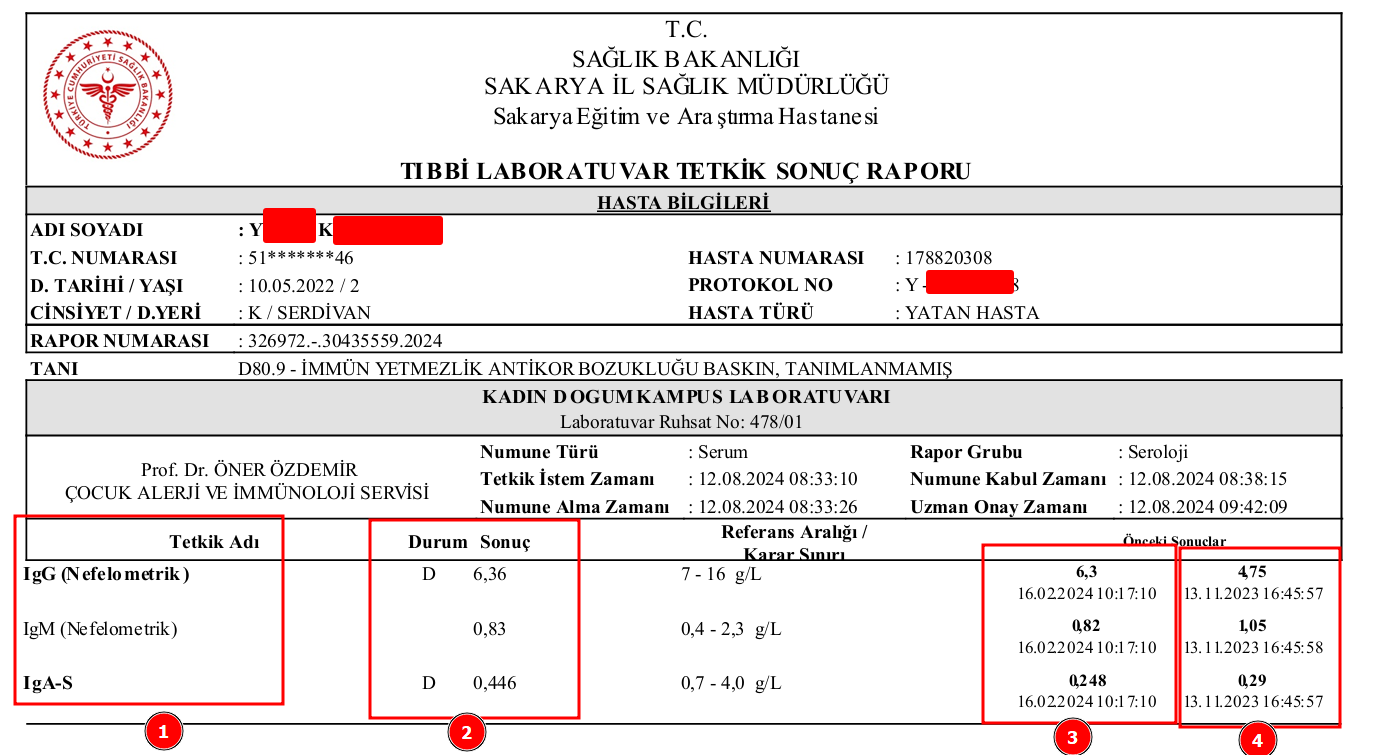 T.C.
SAĞLIK BAKANLIĞI
SAKARYA İL SAĞLIK MÜDÜRLÜĞÜ
Sakarya Eğitim ve Araştırma Hastanesi
TÜRKİYE CUMHURİYETİ SAĞLIK BAKANLIĞI
TIBBİ LABORATUVAR TETKİK SONUÇ RAPORU
HASTA BİLGİLERİ
ADI SOYADI : Y K
T.C. NUMARASI : 51*******46 HASTA NUMARASI : 178820308
D. TARİHİ / YAŞI : 10.05.2022 / 2 PROTOKOL NO : Y - 8
CİNSİYET / D.YERİ : K / SERDİVAN HASTA TÜRÜ : YATAN HASTA
RAPOR NUMARASI : 326972.-.30435559.2024
TANI D80.9 - İMMÜN YETMEZLİK ANTİKOR BOZUKLUĞU BASKIN, TANIMLANMAMIŞ
KADIN DOGUM KAMPUS LABORATUVARI
Laboratuvar Ruhsat No: 478/01
Prof. Dr. ÖNER ÖZDEMİR
ÇOCUK ALERJİ VE İMMÜNOLOJİ SERVİSİ
Numune Türü : Serum Rapor Grubu : Seroloji
Tetkik İstem Zamanı : 12.08.2024 08:33:10 Numune Kabul Zamanı : 12.08.2024 08:38:15
Numune Alma Zamanı : 12.08.2024 08:33:26 Uzman Onay Zamanı : 12.08.2024 09:42:09
Tetkik Adı Durum Sonuç Referans Aralığı / Karar Sınırı Önceki Sonuçlar
IgG (Nefelometrik) D 6,36 7 - 16 g/L 6,3 4,75
16.02.2024 10:17:10 13.11.2023 16:45:57
IgM (Nefelometrik) 0,83 0,4 - 2,3 g/L 0,82 1,05
16.02.2024 10:17:10 13.11.2023 16:45:58
IgA-S D 0,446 0,7 - 4,0 g/L 0,248 0,29
16.02.2024 10:17:10 13.11.2023 16:45:57
1 2 3 4